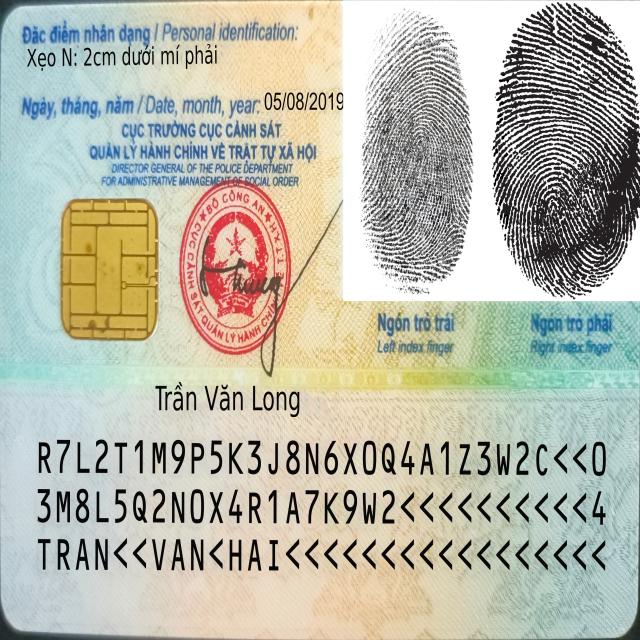 Đặc điểm nhân dạng / Personal identification:
Xẹo N: 2cm dưới mí phải
Ngày, tháng, năm / Date, month, year: 05/08/2019
CỤC TRƯỞNG CỤC CẢNH SÁT
QUẢN LÝ HÀNH CHÍNH VỀ TRẬT TỰ XÃ HỘI
DIRECTOR GENERAL OF THE POLICE DEPARTMENT
FOR ADMINISTRATIVE MANAGEMENT OF SOCIAL ORDER
BỘ CÔNG AN
CỤC CẢNH SÁT QUẢN LÝ HÀNH CHÍNH
Ngón trỏ trái
Left index finger
Ngón trỏ phải
Right index finger
Trần Văn Long
R7L2T1M9P5K3J8N6X0Q4A1Z3W2C<<0
3M8L5Q2N0X4R1A7K9W2<<<<<<<<<<4
TRAN<<VAN<HAI<<<<<<<<<<<<<<<<<